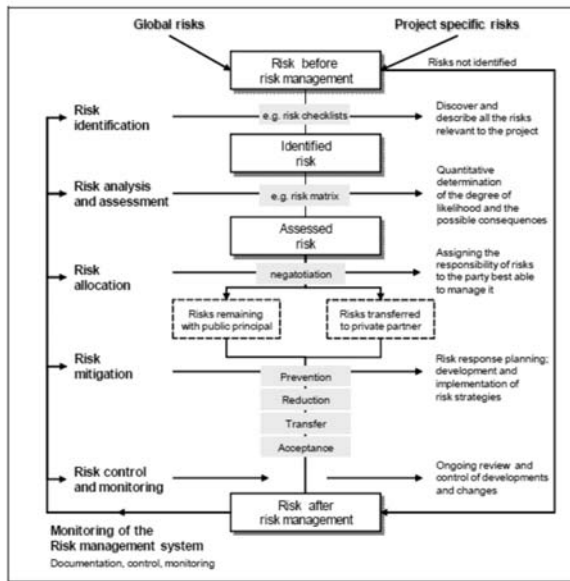 Global risks
Project specific risks
Risk before
risk management
Risks not identified
Risk
identification
e.g. risk checklists
Discover and
describe all the risks
relevant to the project
Identified
risk
Risk analysis
and assessment
e.g. risk matrix
Quantitative
determination
of the degree of
likelihood and the
possible consequences
Assessed
risk
Risk
allocation
negatotiation
Assigning the
responsibility of risks
to the party best able
to manage it
Risks remaining
with public principal
Risks transferred
to private partner
Risk
mitigation
Prevention
Reduction
Transfer
Acceptance
Risk response planning;
development and
implementation of
risk strategies
Risk control
and monitoring
Ongoing review and
control of developments
and changes
Risk after
risk management
Monitoring of the
Risk management system
Documentation, control, monitoring